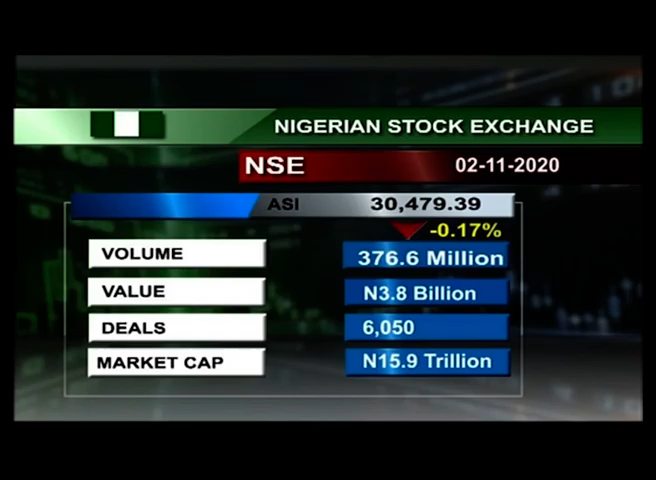 NIGERIAN STOCK EXCHANGE
NSE 02-11-2020
ASI 30,479.39
-0.17%
VOLUME 376.6 Million
VALUE N3.8 Billion
DEALS 6,050
MARKET CAP N15.9 Trillion